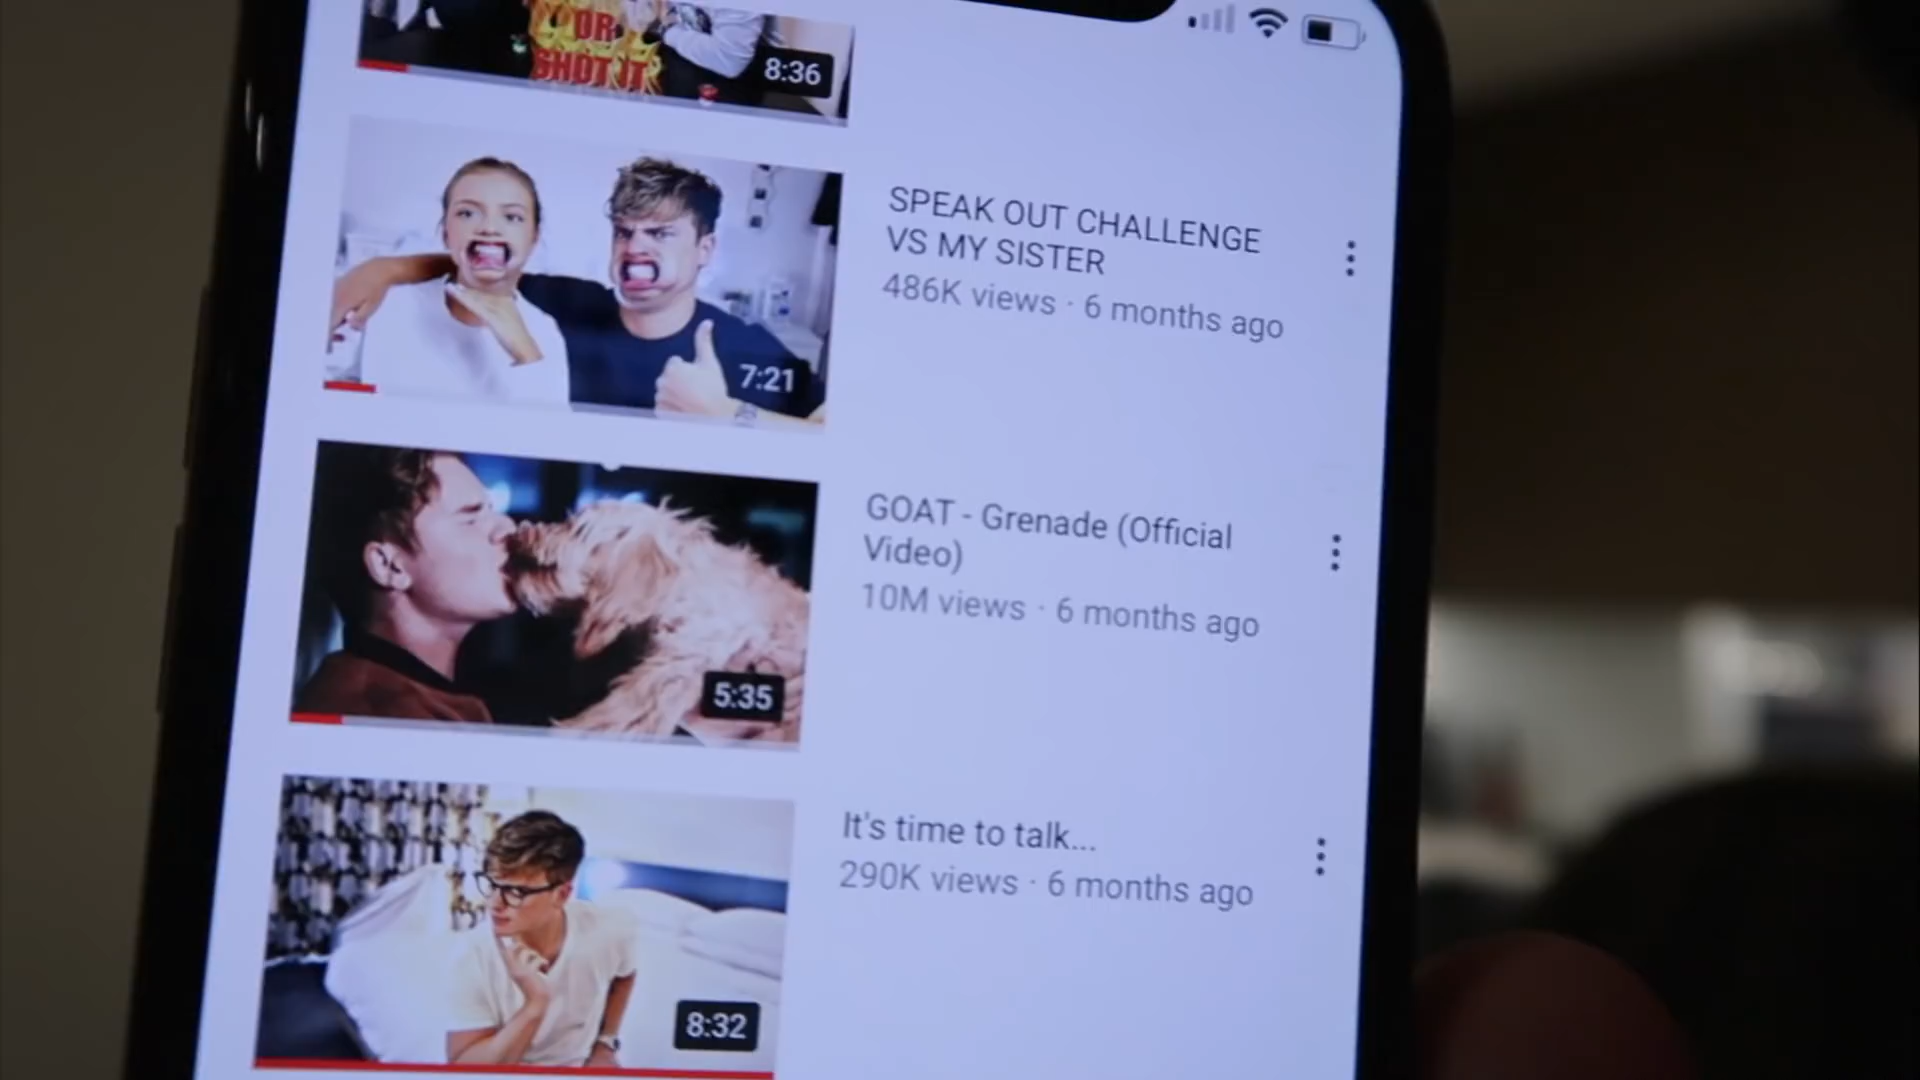 OR
SHOT IT
8:36
SPEAK OUT CHALLENGE
VS MY SISTER
486K views · 6 months ago
7:21
GOAT - Grenade (Official
Video)
10M views · 6 months ago
5:35
It's time to talk...
290K views · 6 months ago
8:32